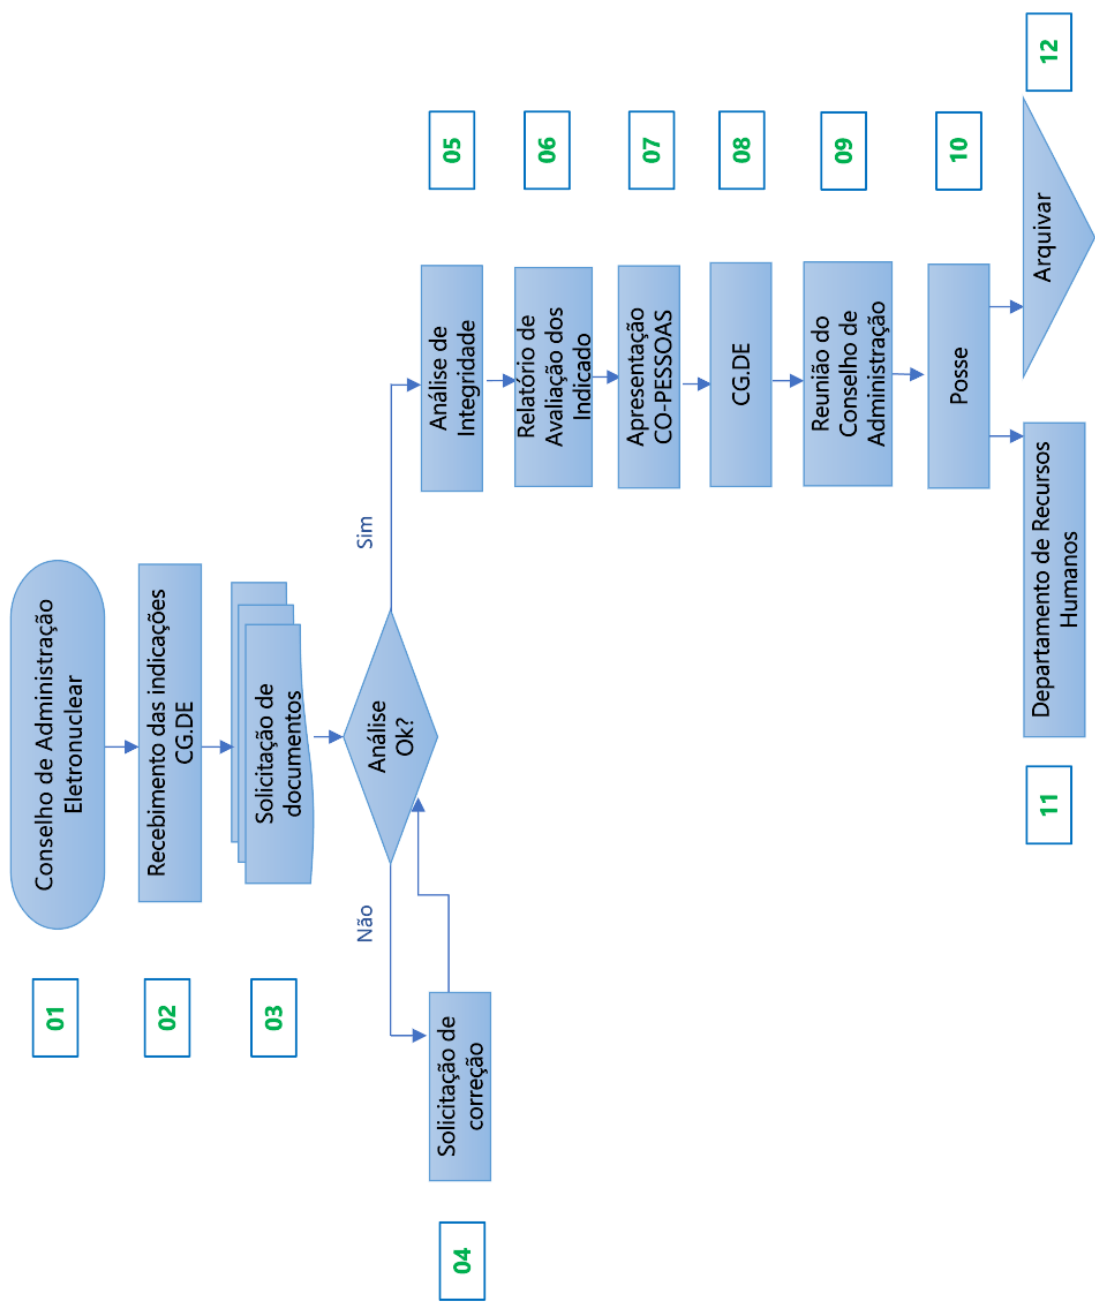 Conselho de Administração
Eletronuclear
01
Recebimento das indicações
CG.DE
02
Solicitação de
documentos
03
Análise
Ok?
Não
Sim
Solicitação de
correção
04
Análise de
Integridade
05
Relatório de
Avaliação dos
Indicado
06
Apresentação
CO-PESSOAS
07
CG.DE
08
Reunião do
Conselho de
Administração
09
Posse
10
Departamento de Recursos
Humanos
11
Arquivar
12